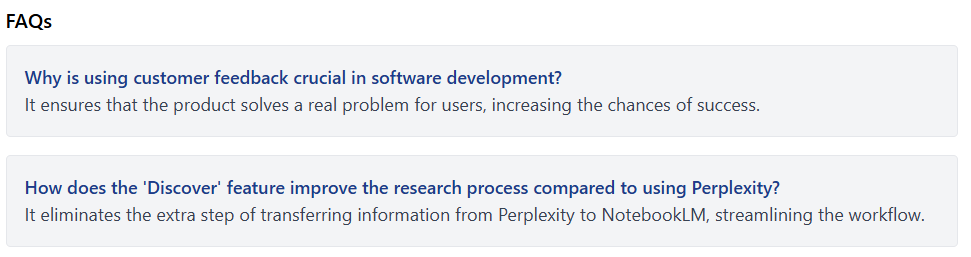 FAQs
Why is using customer feedback crucial in software development?
It ensures that the product solves a real problem for users, increasing the chances of success.
How does the 'Discover' feature improve the research process compared to using Perplexity?
It eliminates the extra step of transferring information from Perplexity to NotebookLM, streamlining the workflow.